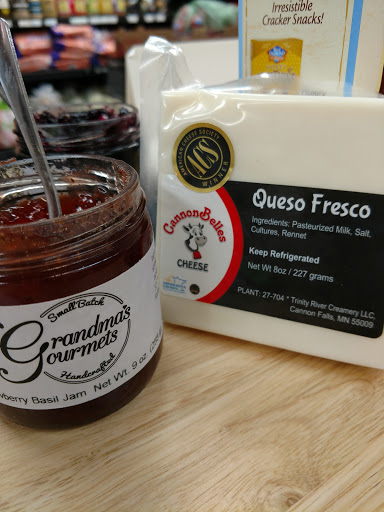 Irresistible
Cracker Snacks!
AMERICAN CHEESE SOCIETY
ACS
WINNER
CannonBelles
CHEESE
Queso Fresco
Ingredients: Pasteurized Milk, Salt,
Cultures, Rennet
Keep Refrigerated
Net Wt 8oz / 227 grams
PLANT: 27-704 * Trinity River Creamery LLC,
Cannon Falls, MN 55009
Small Batch
Grandma's
Gourmets
Handcrafted
wberry Basil Jam Net Wt. 9 oz.